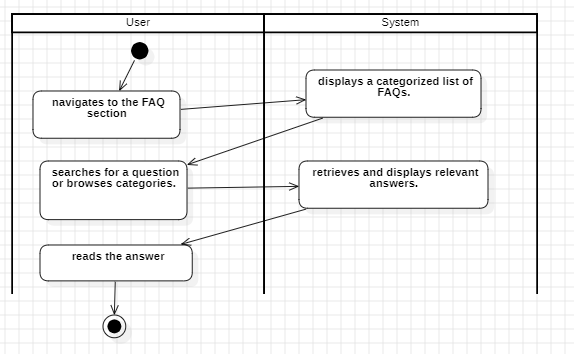 User
System
navigates to the FAQ
section
displays a categorized list of
FAQs.
searches for a question
or browses categories.
retrieves and displays relevant
answers.
reads the answer